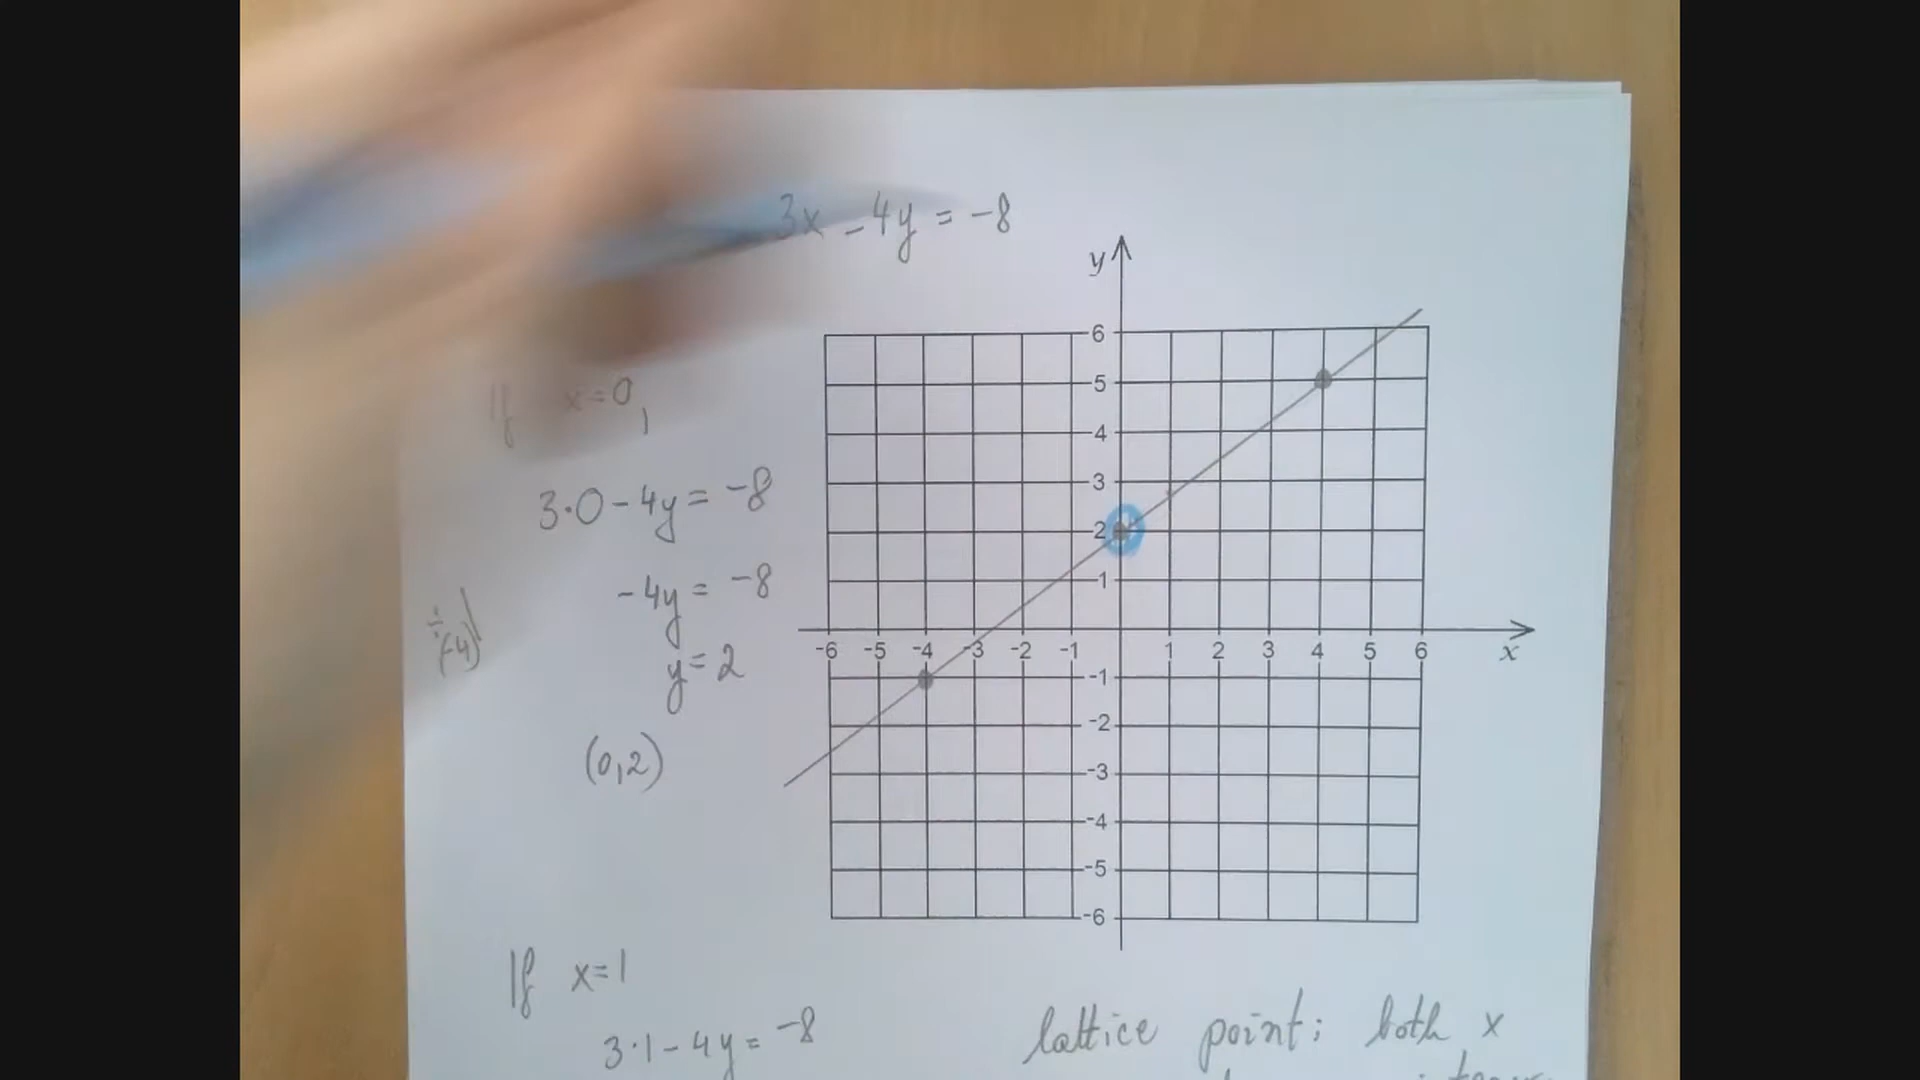 3x - 4y = -8
If x=0,
3·0 - 4y = -8
-4y = -8
÷(-4)
y = 2
(0,2)
If x=1
3·1 - 4y = -8
y
6
5
4
3
2
1
-6 -5 -4 -3 -2 -1 1 2 3 4 5 6 x
-1
-2
-3
-4
-5
-6
lattice point: both x